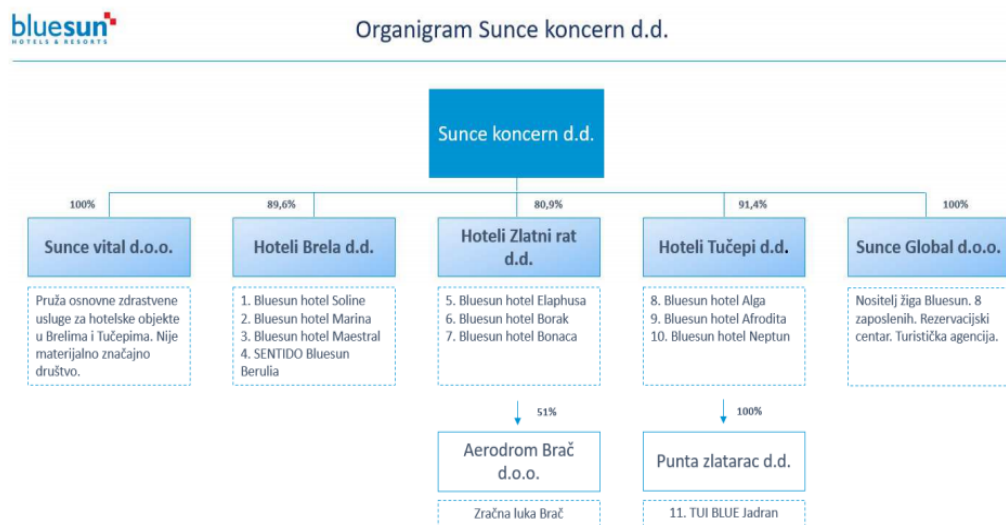 bluesun
HOTELS & RESORTS
Organigram Sunce koncern d.d.
Sunce koncern d.d.
100%
89,6%
80,9%
91,4%
100%
Sunce vital d.o.o.
Hoteli Brela d.d.
Hoteli Zlatni rat
d.d.
Hoteli Tučepi d.d.
Sunce Global d.o.o.
Pruža osnovne zdrastvene
usluge za hotelske objekte
u Brelima i Tučepima. Nije
materijalno značajno
društvo.
1. Bluesun hotel Soline
2. Bluesun hotel Marina
3. Bluesun hotel Maestral
4. SENTIDO Bluesun
Berulia
5. Bluesun hotel Elaphusa
6. Bluesun hotel Borak
7. Bluesun hotel Bonaca
8. Bluesun hotel Alga
9. Bluesun hotel Afrodita
10. Bluesun hotel Neptun
Nositelj žiga Bluesun. 8
zaposlenih. Rezervacijski
centar. Turistička agencija.
51%
100%
Aerodrom Brač
d.o.o.
Punta zlatarac d.d.
Zračna luka Brač
11. TUI BLUE Jadran